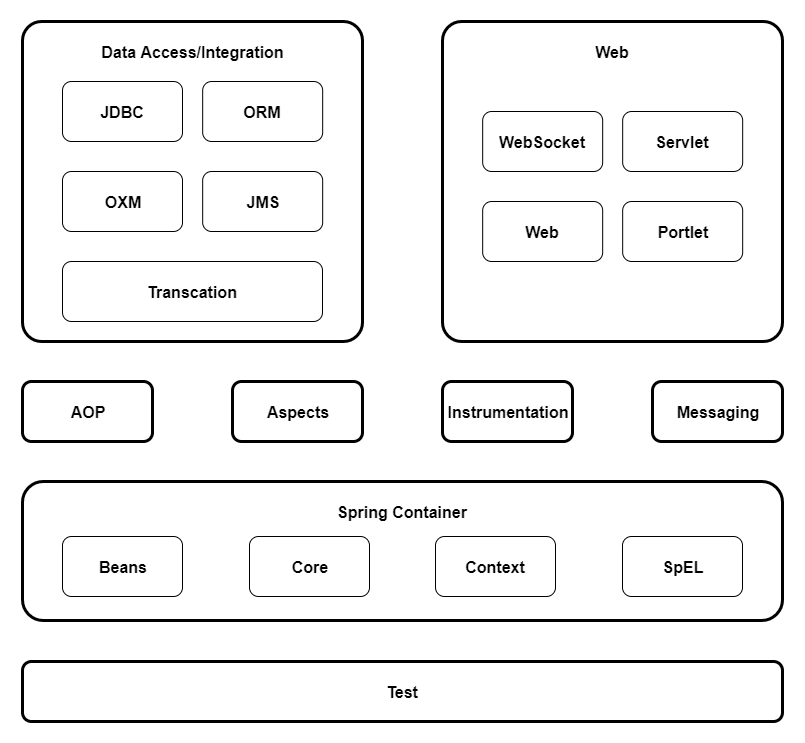 Data Access/Integration
JDBC
ORM
OXM
JMS
Transcation
Web
WebSocket
Servlet
Web
Portlet
AOP
Aspects
Instrumentation
Messaging
Spring Container
Beans
Core
Context
SpEL
Test